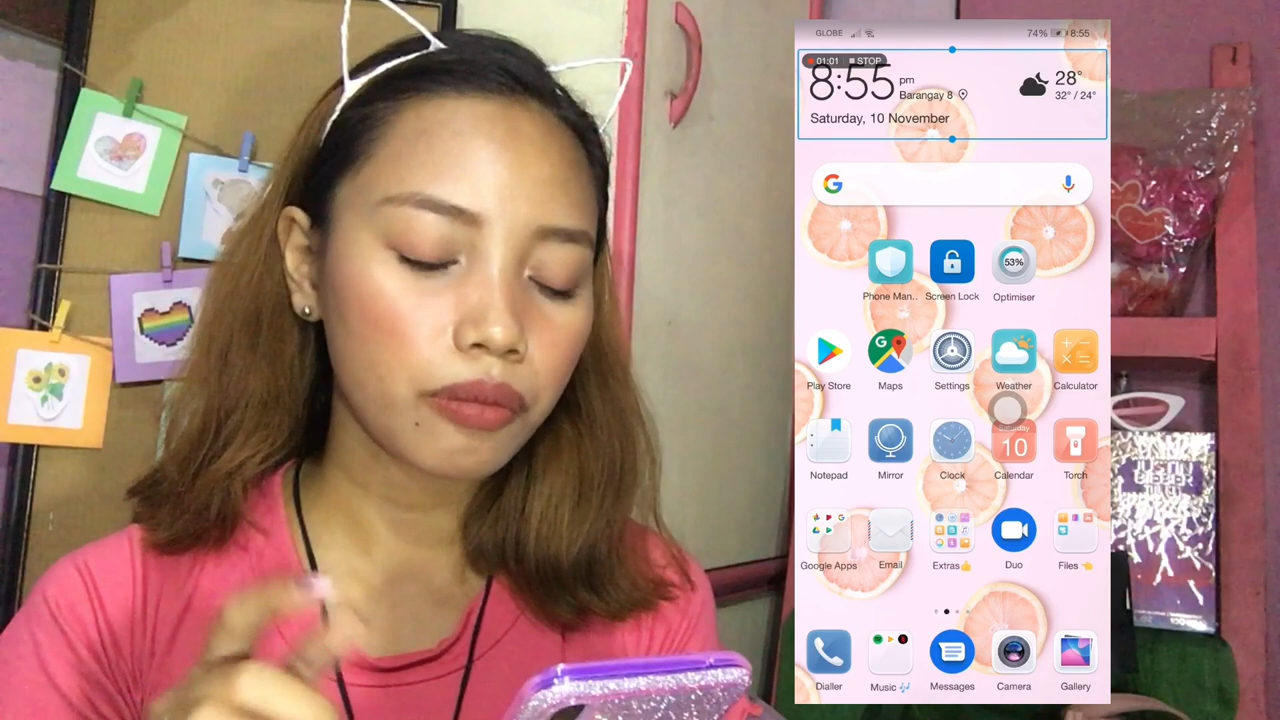 GLOBE
74% 8:55
01:01 STOP
8:55 pm
Barangay 8
28°
32° / 24°
Saturday, 10 November
G
Phone Man..
Screen Lock
53%
Optimiser
Play Store
G
Maps
Settings
Weather
Calculator
Notepad
Mirror
Clock
Saturday
10
Calendar
Torch
Google Apps
Email
Extras👍
Duo
Files 👈
Dialler
Music 🎶
Messages
Camera
Gallery